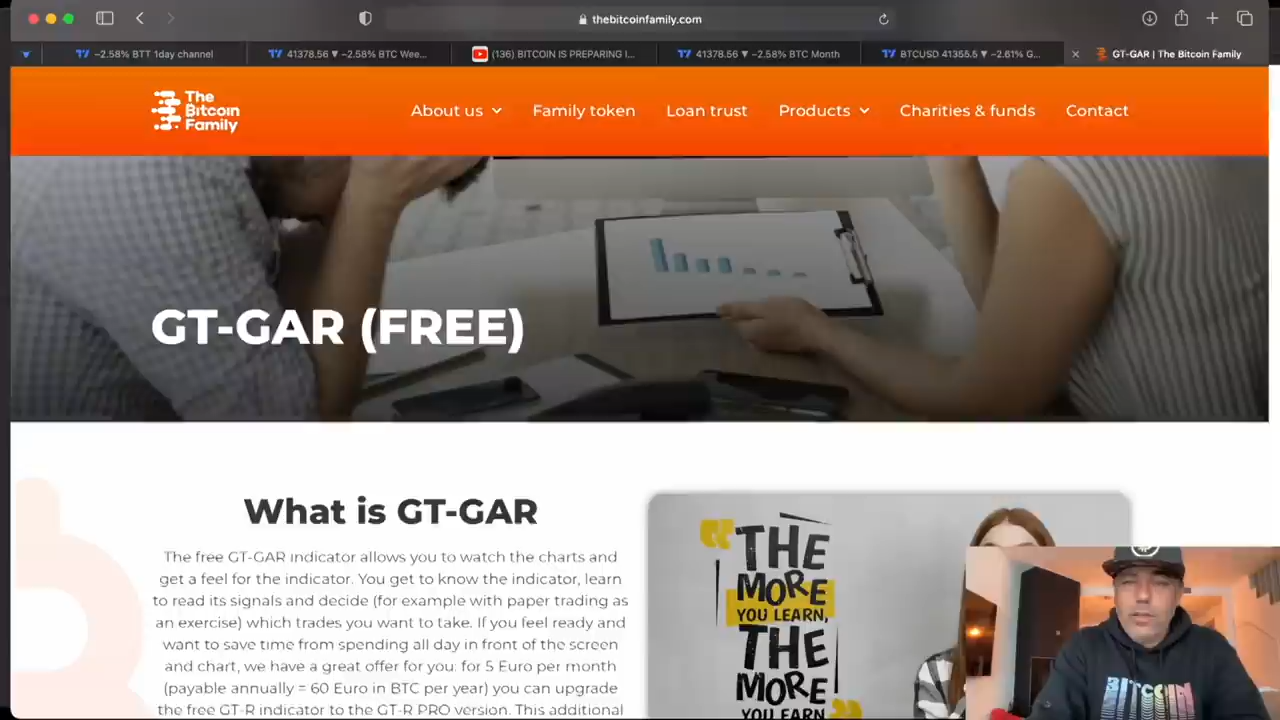 thebitcoinfamily.com
−2.58% BTT 1day channel
41378.56 ▼ −2.58% BTC Wee...
(136) BITCOIN IS PREPARING I...
41378.56 ▼ −2.58% BTC Month
BTCUSD 41355.5 ▼ −2.61% G...
GT-GAR | The Bitcoin Family
The
Bitcoin
Family
About us
Family token
Loan trust
Products
Charities & funds
Contact
GT-GAR (FREE)
What is GT-GAR
The free GT-GAR indicator allows you to watch the charts and
get a feel for the indicator. You get to know the indicator, learn
to read its signals and decide (for example with paper trading as
an exercise) which trades you want to take. If you feel ready and
want to save time from spending all day in front of the screen
and chart, we have a great offer for you: for 5 Euro per month
(payable annually = 60 Euro in BTC per year) you can upgrade
the free GT-R indicator to the GT-R PRO version. This additional
THE
MORE
YOU LEARN,
THE
MORE
YOU LEARN
BITCOIN